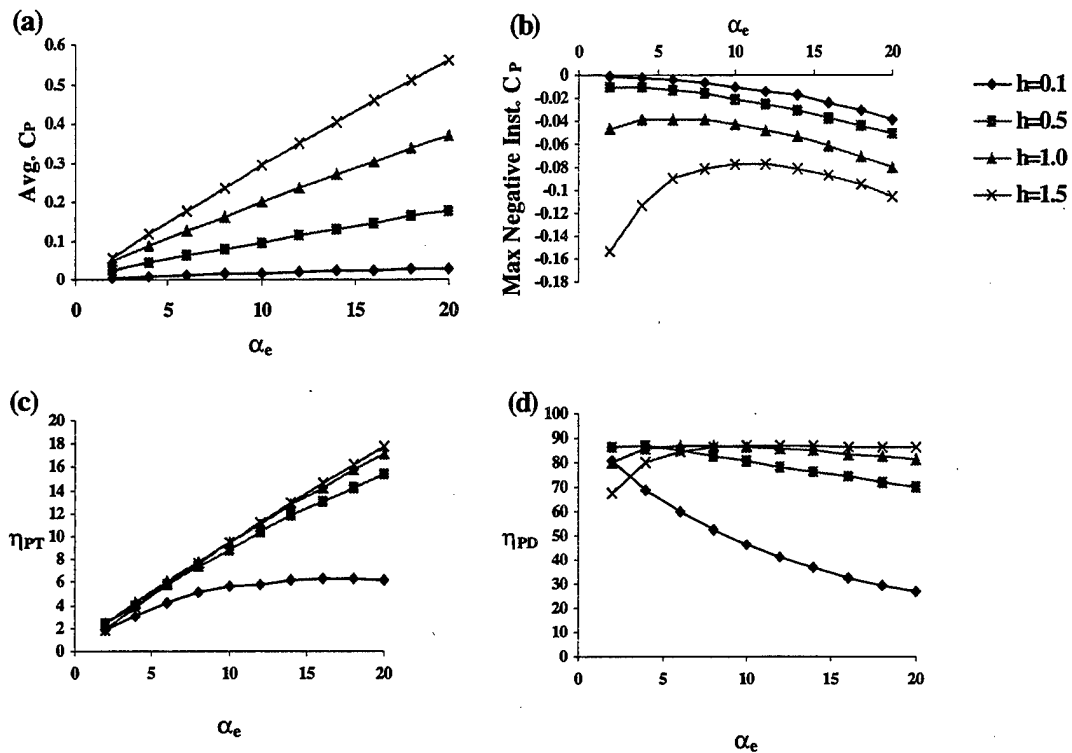 (a)
Avg. CP
0.6
0.5
0.4
0.3
0.2
0.1
0
0 5 10 15 20
αe
(b)
αe
0 5 10 15 20
Max Negative Inst. CP
0
-0.02
-0.04
-0.06
-0.08
-0.1
-0.12
-0.14
-0.16
-0.18
h=0.1
h=0.5
h=1.0
h=1.5
(c)
ηPT
20
18
16
14
12
10
8
6
4
2
0
0 5 10 15 20
αe
(d)
ηPD
100
90
80
70
60
50
40
30
20
10
0
0 5 10 15 20
αe